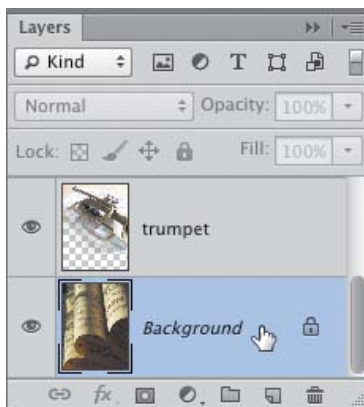 Layers
Kind T
Normal Opacity: 100%
Lock: Fill: 100%
trumpet
Background
fx